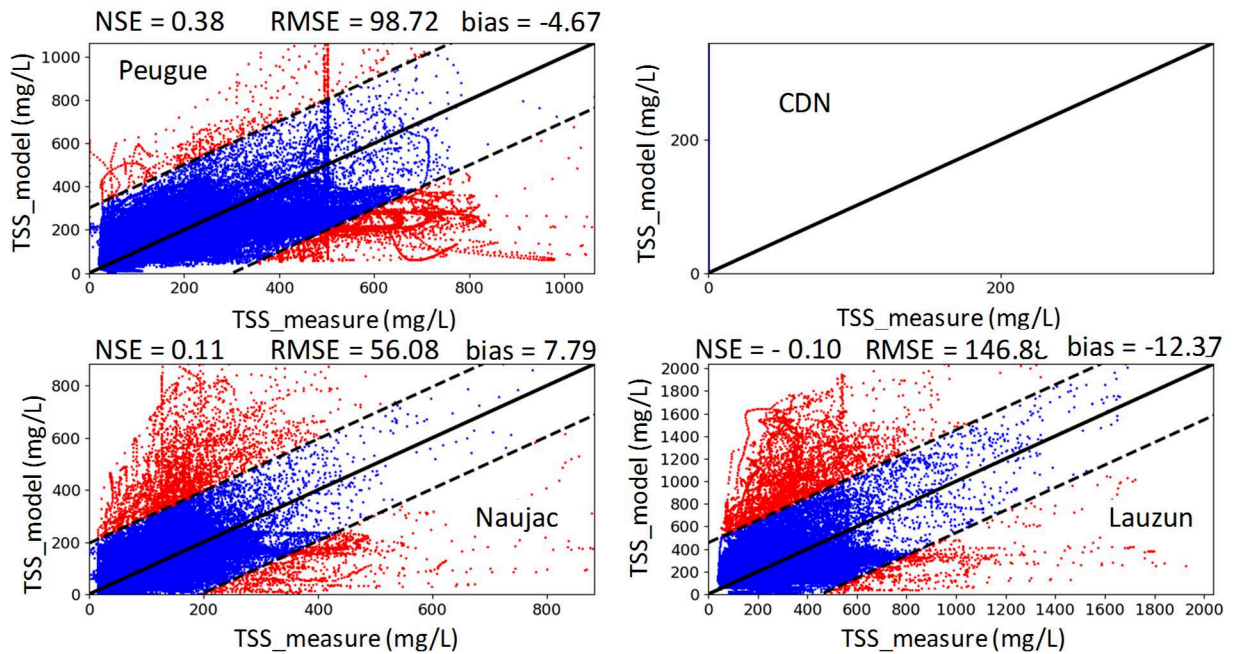 NSE = 0.38 RMSE = 98.72 bias = -4.67
1000
800
600
400
200
0
TSS_model (mg/L)
Peugue
0 200 400 600 800 1000
TSS_measure (mg/L)
200
0
TSS_model (mg/L)
CDN
0 200
TSS_measure (mg/L)
NSE = 0.11 RMSE = 56.08 bias = 7.79
800
600
400
200
0
TSS_model (mg/L)
Naujac
0 200 400 600 800
TSS_measure (mg/L)
NSE = - 0.10 RMSE = 146.88 bias = -12.37
2000
1800
1600
1400
1200
1000
800
600
400
200
0
TSS_model (mg/L)
Lauzun
0 200 400 600 800 1000 1200 1400 1600 1800 2000
TSS_measure (mg/L)